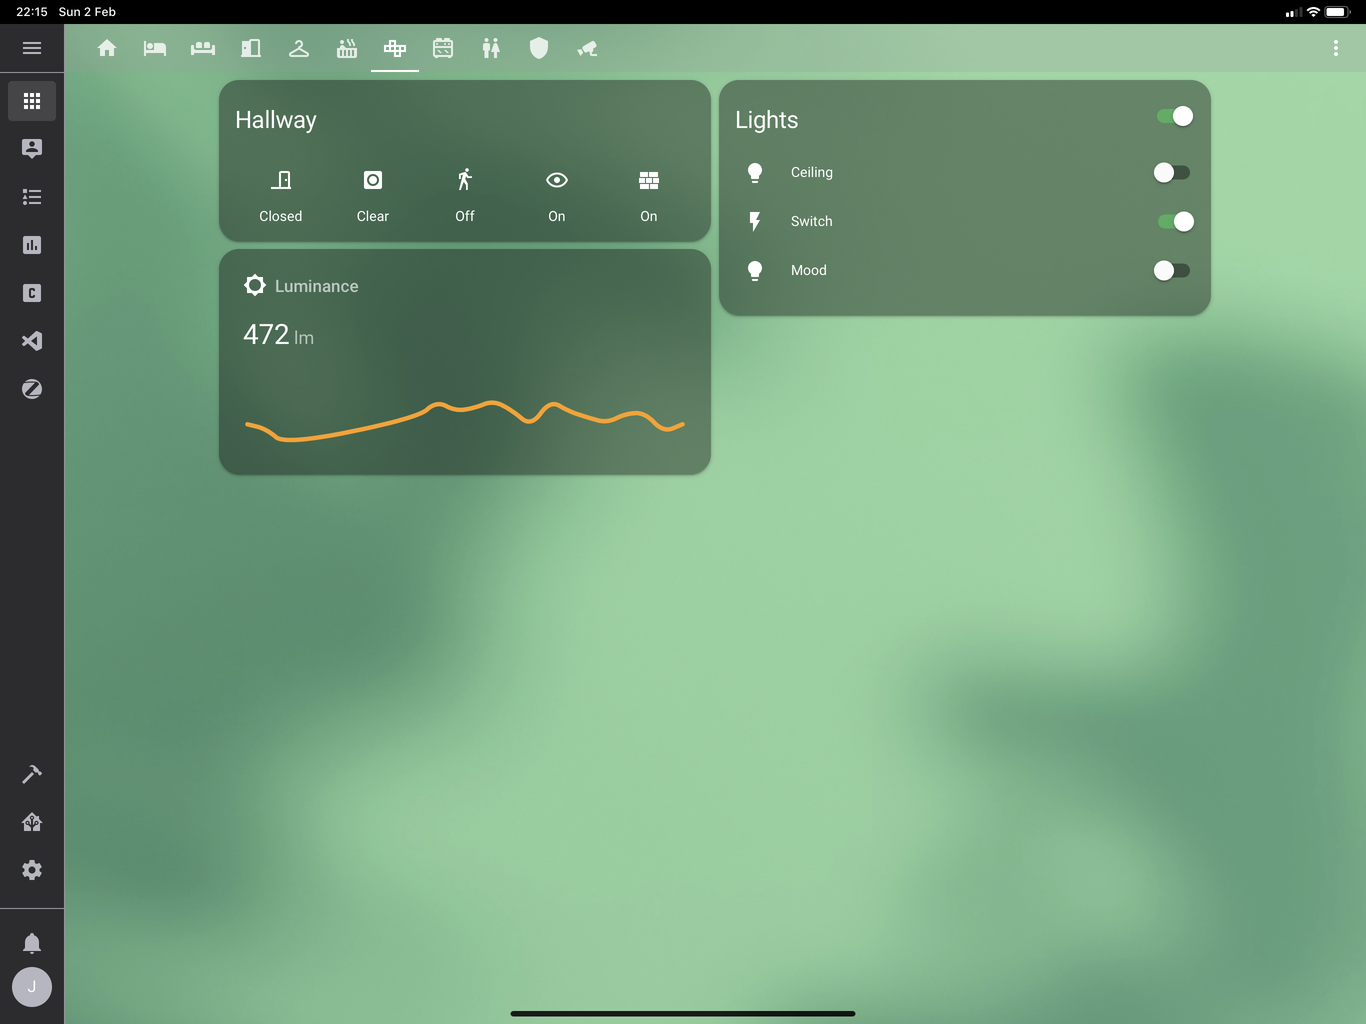 22:15 Sun 2 Feb
Hallway
Closed Clear Off On On
Luminance
472 lm
Lights
Ceiling
Switch
Mood
C
J